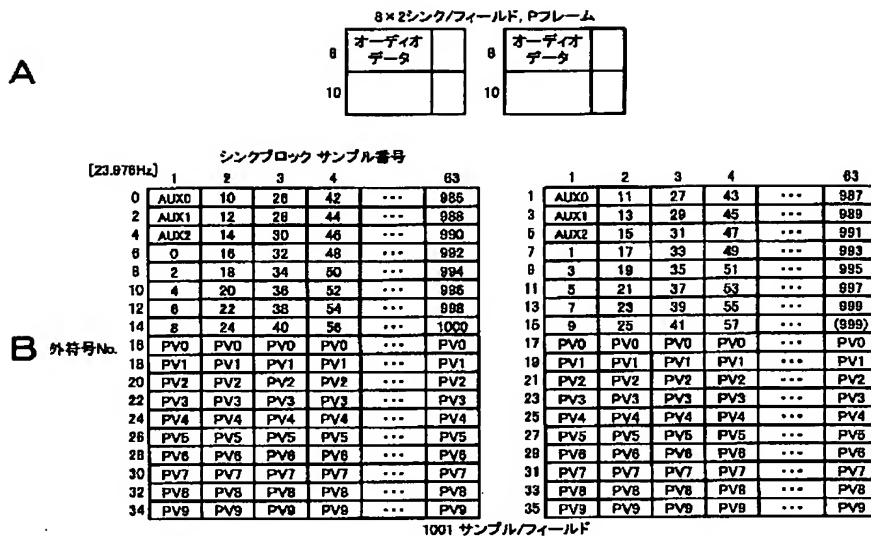 8×2シンク/フィールド, Pフレーム
A
8 オーディオデータ 8 オーディオデータ
10 10
シンクブロック サンプル番号
[23.976Hz] 1 2 3 4 63 1 2 3 4 63
0 AUX0 10 26 42 ••• 986 1 AUX0 11 27 43 ••• 987
2 AUX1 12 28 44 ••• 988 3 AUX1 13 29 45 ••• 989
4 AUX2 14 30 46 ••• 990 5 AUX2 15 31 47 ••• 991
6 0 16 32 48 ••• 992 7 1 17 33 49 ••• 993
8 2 18 34 50 ••• 994 9 3 19 35 51 ••• 995
10 4 20 36 52 ••• 996 11 5 21 37 53 ••• 997
12 6 22 38 54 ••• 998 13 7 23 39 55 ••• 999
14 8 24 40 56 ••• 1000 15 9 25 41 57 ••• (999)
B 外符号No. 16 PV0 PV0 PV0 PV0 ••• PV0 17 PV0 PV0 PV0 PV0 ••• PV0
18 PV1 PV1 PV1 PV1 ••• PV1 19 PV1 PV1 PV1 PV1 ••• PV1
20 PV2 PV2 PV2 PV2 ••• PV2 21 PV2 PV2 PV2 PV2 ••• PV2
22 PV3 PV3 PV3 PV3 ••• PV3 23 PV3 PV3 PV3 PV3 ••• PV3
24 PV4 PV4 PV4 PV4 ••• PV4 25 PV4 PV4 PV4 PV4 ••• PV4
26 PV5 PV5 PV5 PV5 ••• PV5 27 PV5 PV5 PV5 PV5 ••• PV5
28 PV6 PV6 PV6 PV6 ••• PV6 29 PV6 PV6 PV6 PV6 ••• PV6
30 PV7 PV7 PV7 PV7 ••• PV7 31 PV7 PV7 PV7 PV7 ••• PV7
32 PV8 PV8 PV8 PV8 ••• PV8 33 PV8 PV8 PV8 PV8 ••• PV8
34 PV9 PV9 PV9 PV9 ••• PV9 35 PV9 PV9 PV9 PV9 ••• PV9
1001 サンプル/フィールド